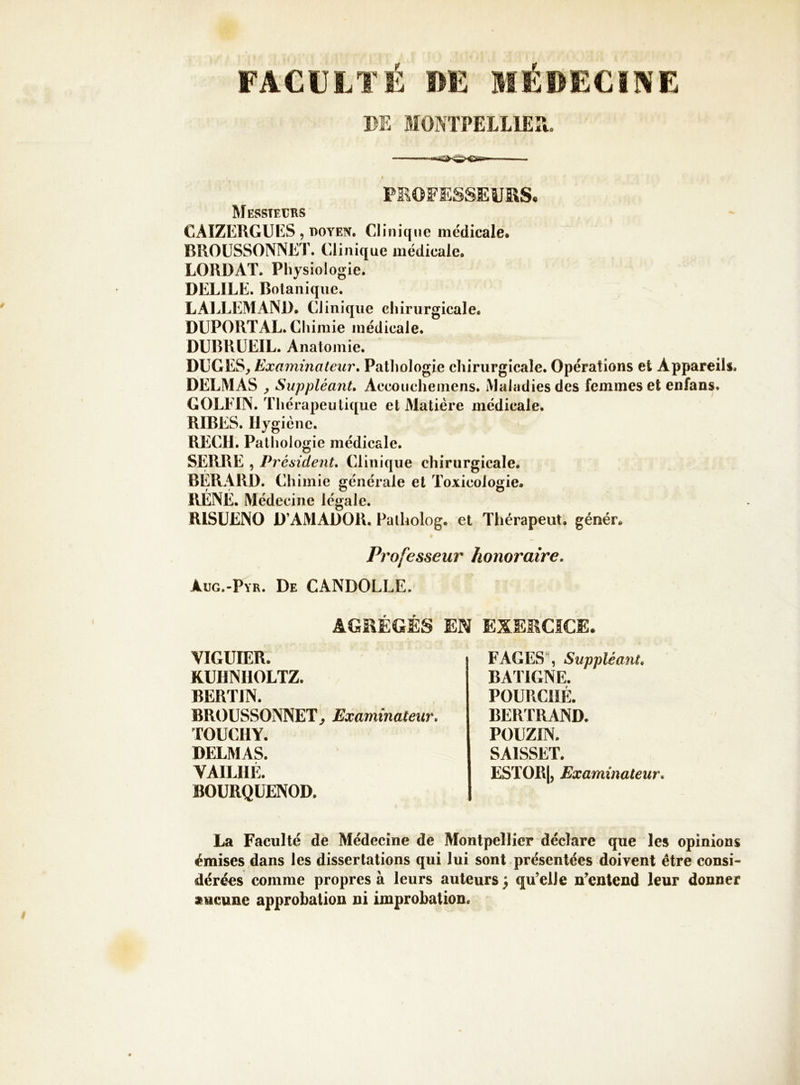 FACULTÉ DE MÉDECINE
DE MONTPELLIER.
PROFESSEURS.
MESSIEURS
CAIZERGUES, DOYEN. Clinique médicale.
BROUSSONNET. Clinique médicale.
LORDAT. Physiologie.
DELILE. Botanique.
LALLEMAND. Clinique chirurgicale.
DUPORTAL. Chimie médicale.
DUBRUEIL. Anatomie.
DUGES, Examinateur. Pathologie chirurgicale. Opérations et Appareils.
DELMAS, Suppléant. Accouchemens. Maladies des femmes et enfans.
GOLFIN. Thérapeutique et Matière médicale.
RIBES. Hygiène.
RECH. Pathologie médicale.
SERRE, Président. Clinique chirurgicale.
BERARD. Chimie générale et Toxicologie.
RÉNÉ. Médecine légale.
RISUENO D'AMADOR. Patholog. et Thérapeut. génér.
Professeur honoraire.
AUG.-PYR. DE CANDOLLE.
AGRÉGÉS EN EXERCICE.
VIGUIER.
KUHNHOLTZ.
BERTIN.
BROUSSONNET, Examinateur.
TOUCHY.
DELMAS.
VAILHÉ.
BOURQUENOD.
FAGES, Suppléant.
BATIGNE.
POURCHÉ.
BERTRAND.
POUZIN.
SAISSET.
ESTOR, Examinateur.
La Faculté de Médecine de Montpellier déclare que les opinions
émises dans les dissertations qui lui sont présentées doivent être consi-
dérées comme propres à leurs auteurs; qu'elle n'entend leur donner
aucune approbation ni improbation.